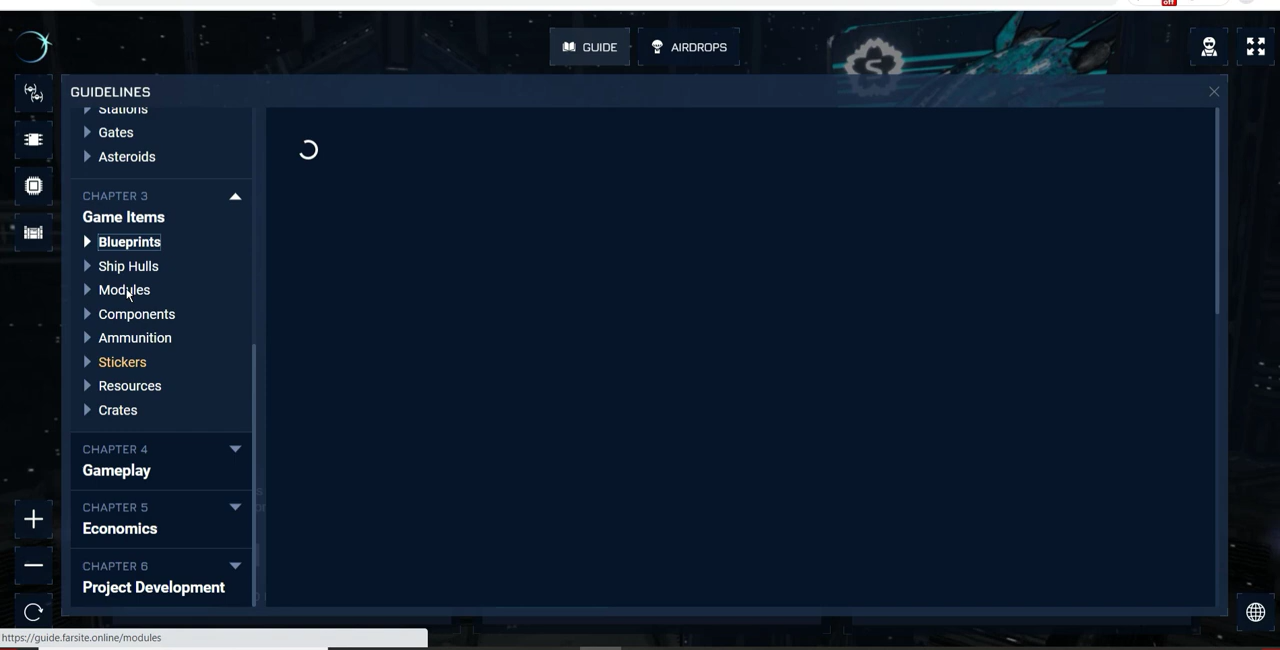 off
GUIDE
AIRDROPS
S
GUIDELINES
Stations
Gates
Asteroids
CHAPTER 3
Game Items
Blueprints
Ship Hulls
Modules
Components
Ammunition
Stickers
Resources
Crates
CHAPTER 4
Gameplay
CHAPTER 5
Economics
CHAPTER 6
Project Development
https://guide.farsite.online/modules